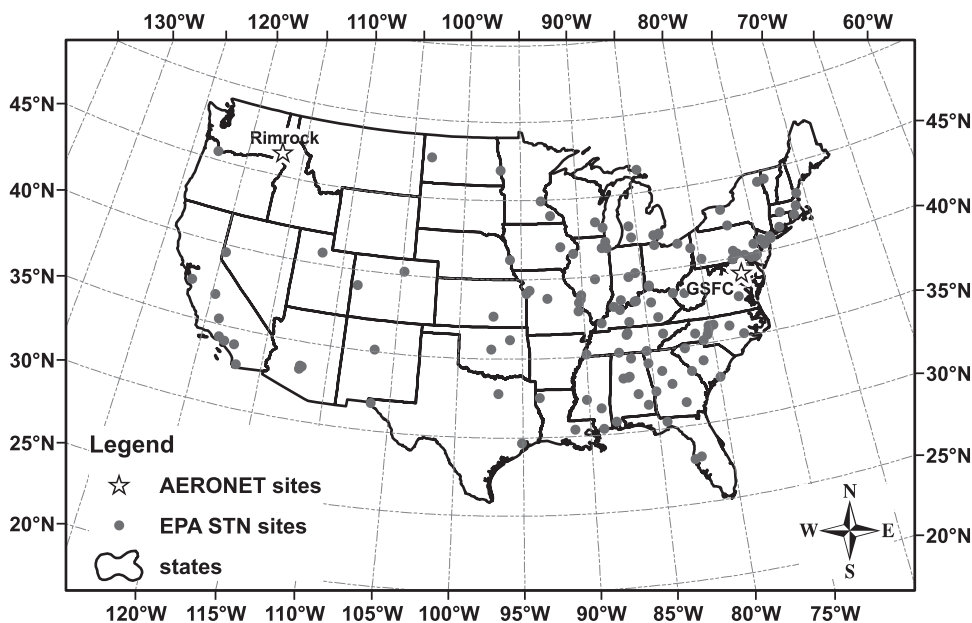 130°W 120°W 110°W 100°W 90°W 80°W 70°W 60°W
45°N
45°N
Rimrock
40°N
40°N
35°N
35°N
GSFC
30°N
30°N
25°N
25°N
20°N
20°N
Legend
AERONET sites
EPA STN sites
states
N
W E
S
120°W 115°W 110°W 105°W 100°W 95°W 90°W 85°W 80°W 75°W